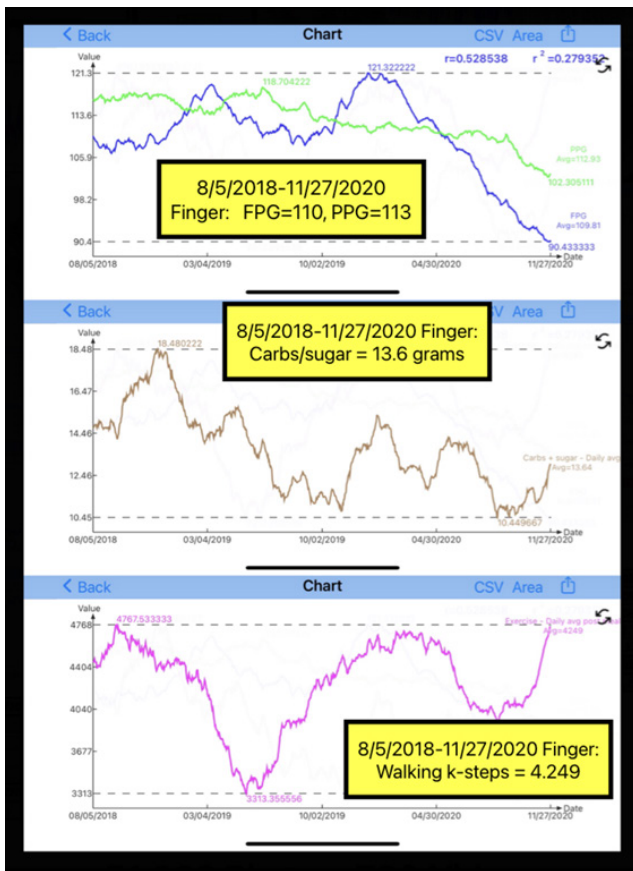 Back Chart CSV Area
Value
r=0.528538 r²=0.279352
121.3
121.322222
118.704222
113.6
105.9
98.2
90.4
PPG
Avg=112.93
102.305111
FPG
Avg=109.81
90.433333
8/5/2018-11/27/2020
Finger: FPG=110, PPG=113
Date
08/05/2018 03/04/2019 10/02/2019 04/30/2020 11/27/2020
Back Area
Value
8/5/2018-11/27/2020 Finger:
Carbs/sugar = 13.6 grams
18.48
18.480222
16.47
14.46
12.46
10.45
Carbs + sugar - Daily avg
Avg=13.64
10.449667
Date
08/05/2018 03/04/2019 10/02/2019 04/30/2020 11/27/2020
Back Chart CSV Area
Value
4767.533333
4768
Exercise - Daily avg post
Avg=4249
4404
4040
3677
3313
3313.355556
8/5/2018-11/27/2020 Finger:
Walking k-steps = 4.249
Date
08/05/2018 03/04/2019 10/02/2019 04/30/2020 11/27/2020